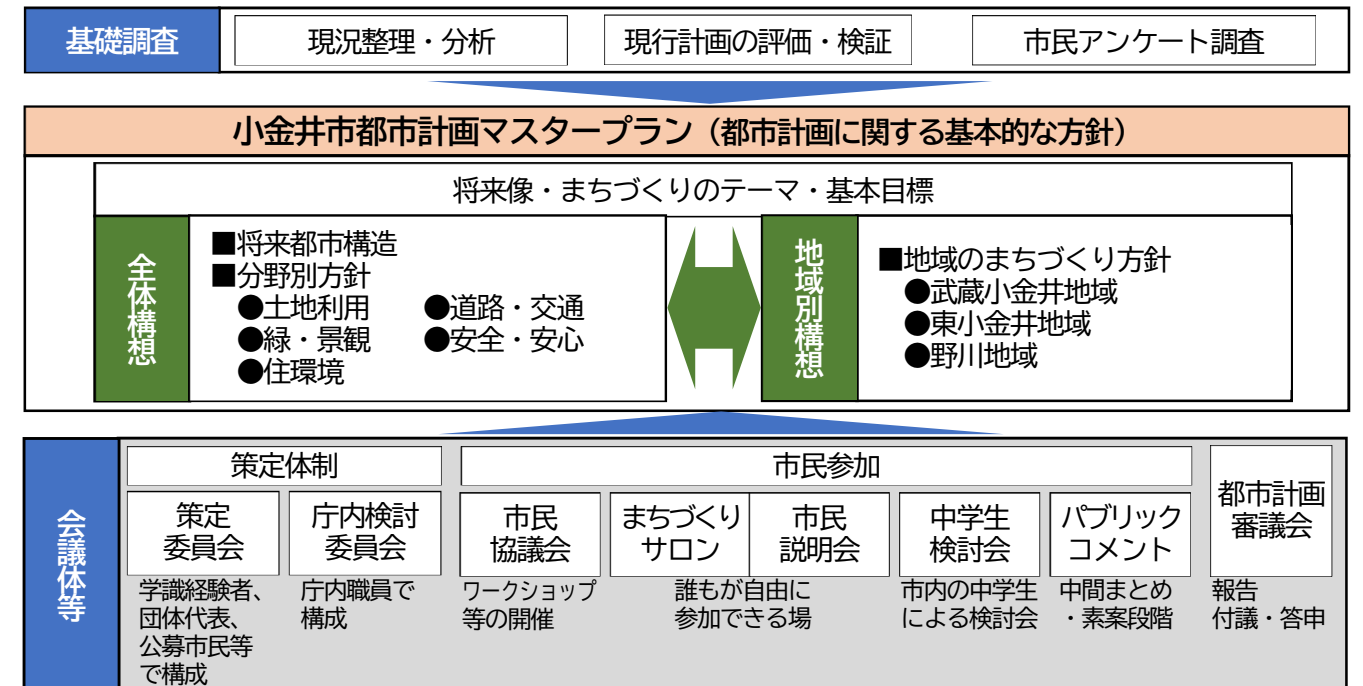 基礎調査
現況整理・分析
現行計画の評価・検証
市民アンケート調査
小金井市都市計画マスタープラン（都市計画に関する基本的な方針）
将来像・まちづくりのテーマ・基本目標
全体構想
■将来都市構造
■分野別方針
●土地利用
●道路・交通
●緑・景観
●安全・安心
●住環境
地域別構想
■地域のまちづくり方針
●武蔵小金井地域
●東小金井地域
●野川地域
会議体等
策定体制
策定
委員会
学識経験者、
団体代表、
公募市民等
で構成
庁内検討
委員会
庁内職員で
構成
市民参加
市民
協議会
ワークショップ
等の開催
まちづくり
サロン
市民
説明会
誰もが自由に
参加できる場
中学生
検討会
市内の中学生
による検討会
パブリック
コメント
中間まとめ
・素案段階
都市計画
審議会
報告
付議・答申